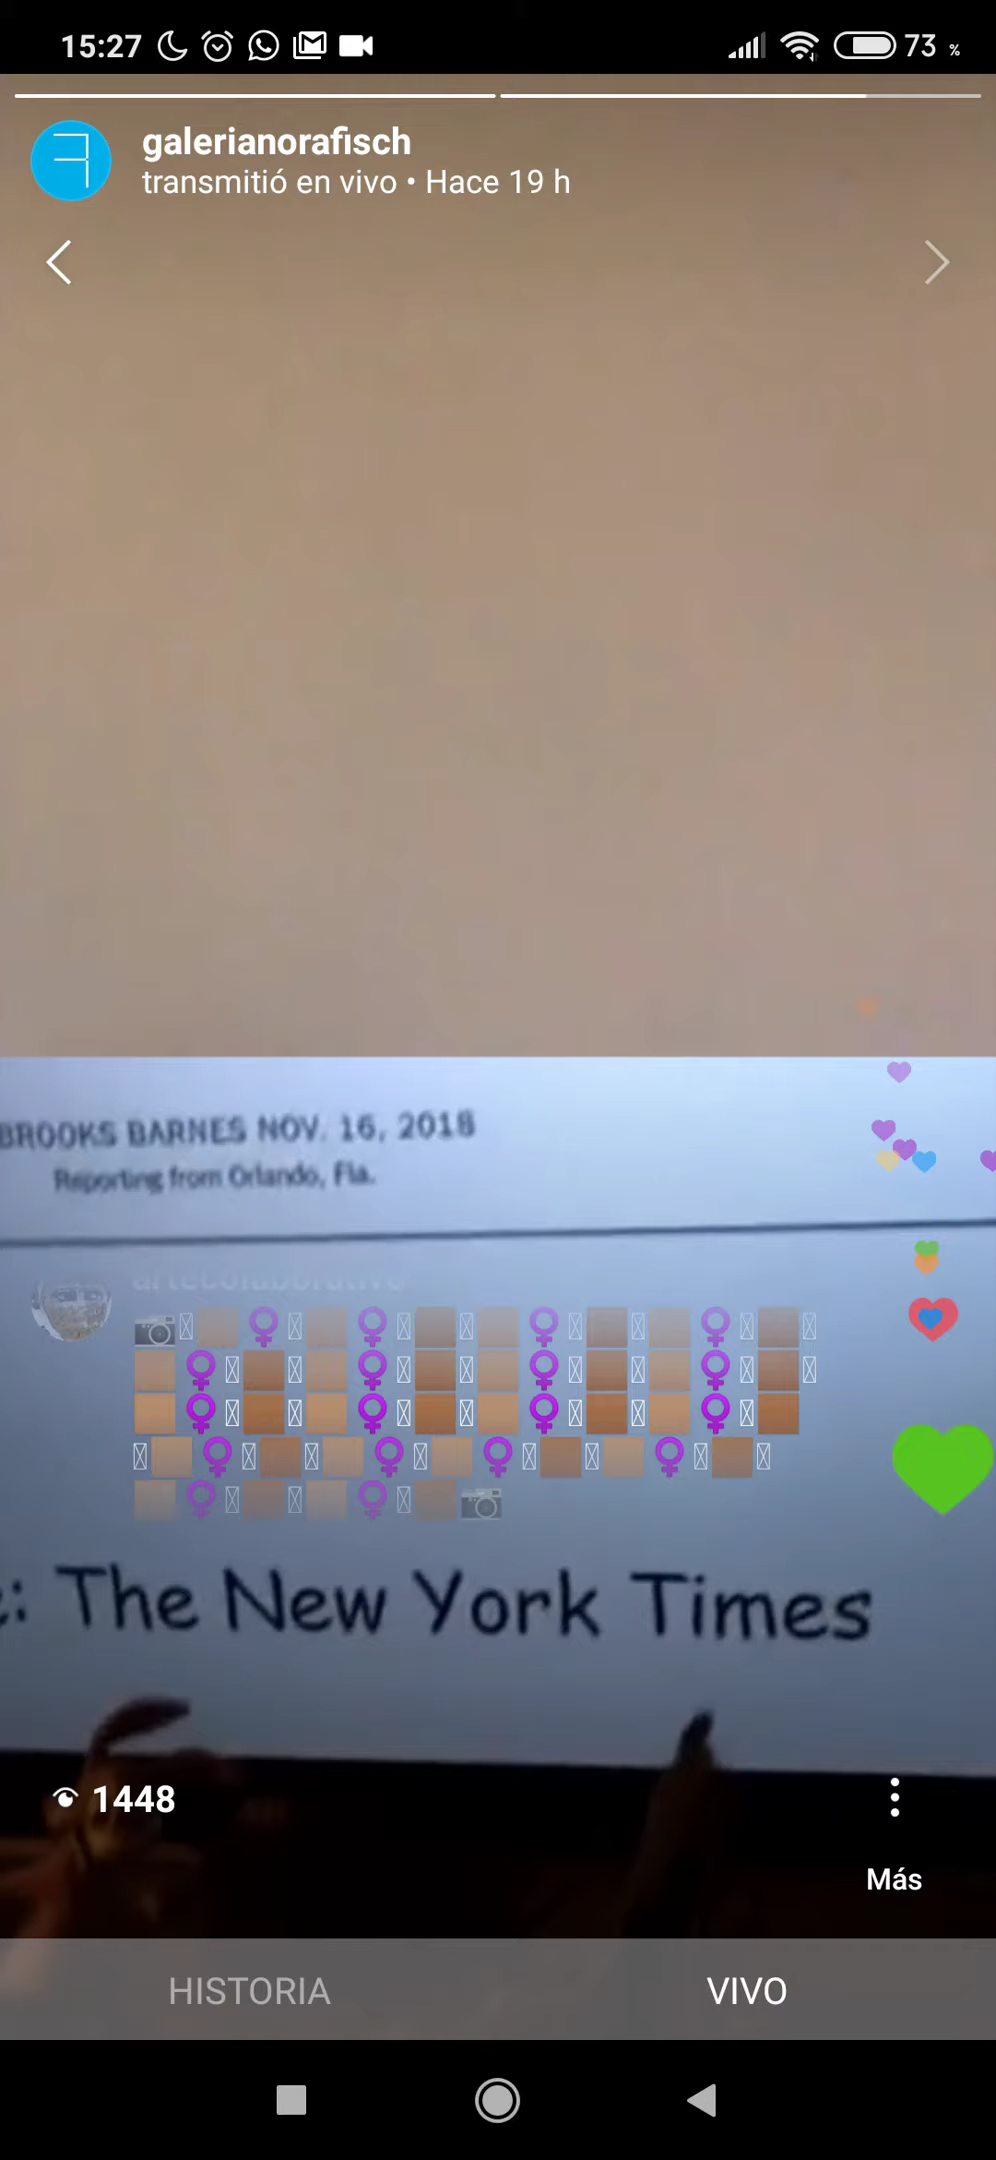 15:27
73 %
galerianorafisch
transmitió en vivo • Hace 19 h
BROOKS BARNES NOV. 16, 2018
Reporting from Orlando, Fla.
artecolaborativo
: The New York Times
1448
Más
HISTORIA
VIVO